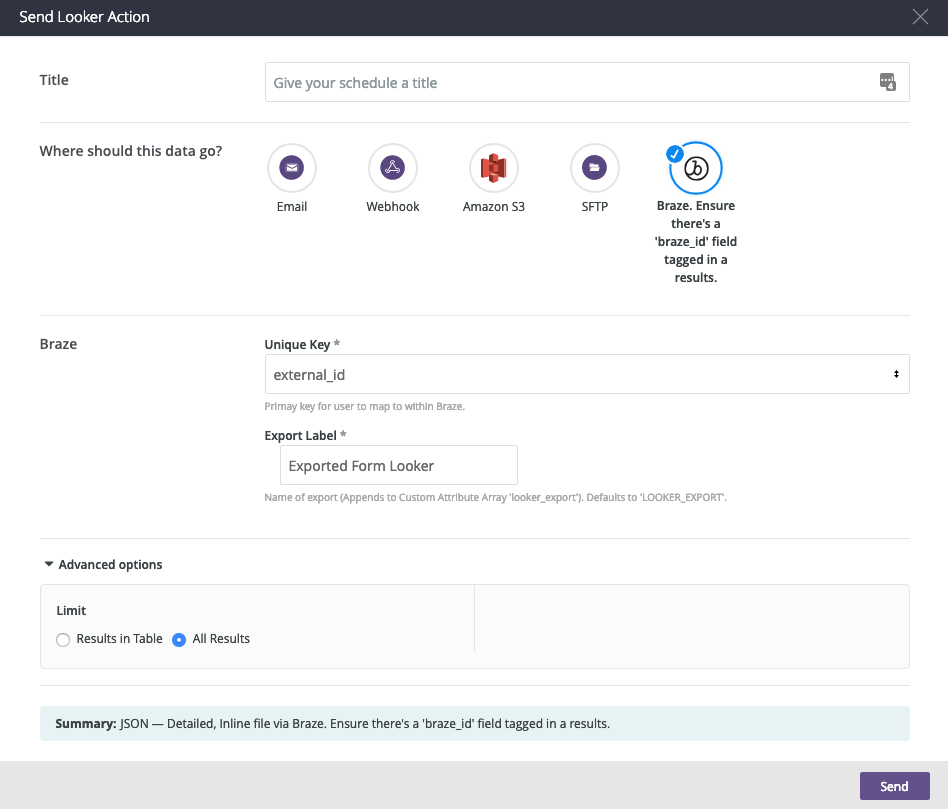 Send Looker Action
Title
Give your schedule a title
4
Where should this data go?
Email
Webhook
Amazon S3
SFTP
Braze. Ensure
there's a
'braze_id' field
tagged in a
results.
Braze
Unique Key *
external_id
Primay key for user to map to within Braze.
Export Label *
Exported Form Looker
Name of export (Appends to Custom Attribute Array 'looker_export'). Defaults to 'LOOKER_EXPORT'.
Advanced options
Limit
Results in Table
All Results
Summary: JSON — Detailed, Inline file via Braze. Ensure there's a 'braze_id' field tagged in a results.
Send